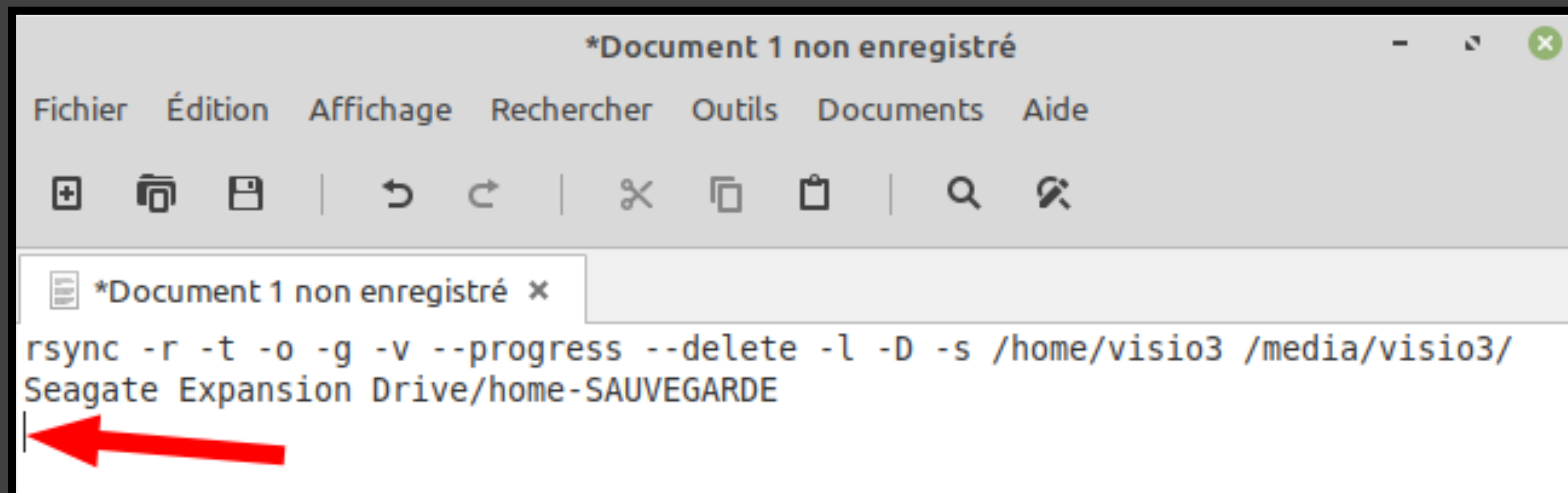 *Document 1 non enregistré
Fichier Édition Affichage Rechercher Outils Documents Aide
*Document 1 non enregistré
rsync -r -t -o -g -v --progress --delete -l -D -s /home/visio3 /media/visio3/
Seagate Expansion Drive/home-SAUVEGARDE